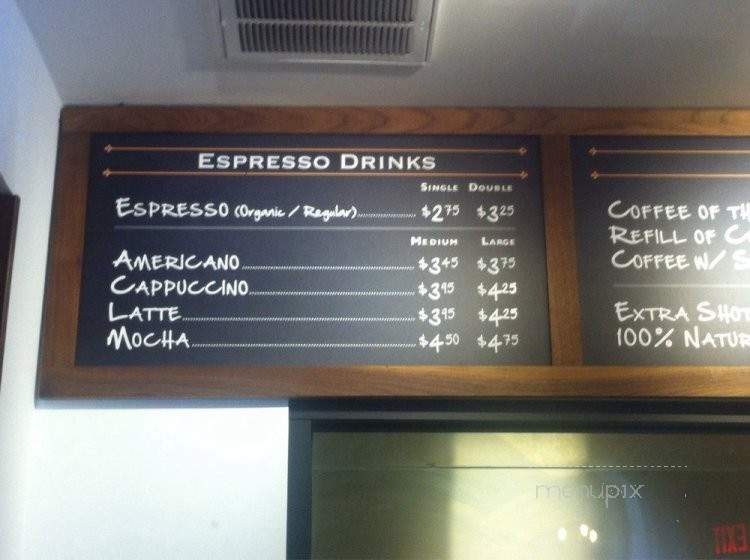 ESPRESSO DRINKS
SINGLE DOUBLE
ESPRESSO (Organic / Regular) $2.75 $3.25
MEDIUM LARGE
AMERICANO $3.45 $3.75
CAPPUCCINO $3.95 $4.25
LATTE $3.95 $4.25
MOCHA $4.50 $4.75
COFFEE OF TH
REFILL OF C
COFFEE W/ S
EXTRA SHOT
100% NATUR
menupix